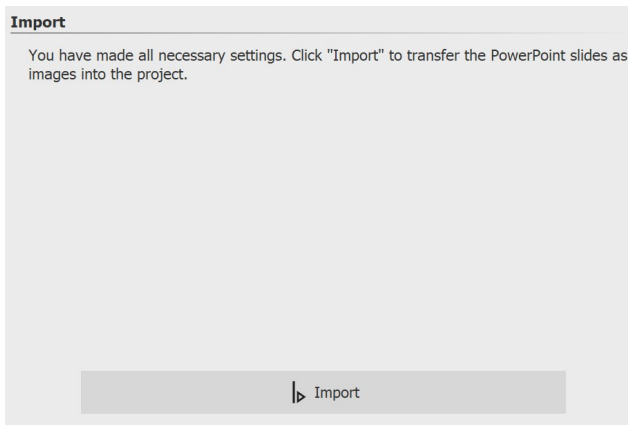 Import
You have made all necessary settings. Click "Import" to transfer the PowerPoint slides as
images into the project.
Import